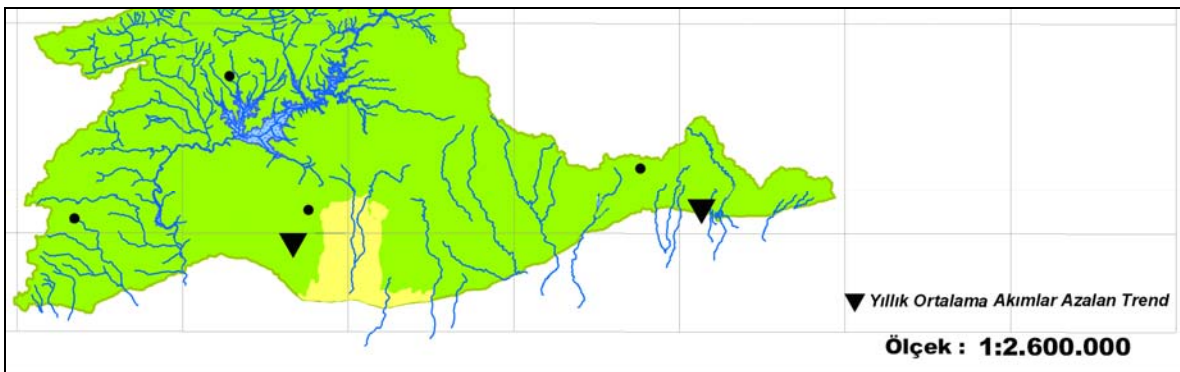 Yıllık Ortalama Akımlar Azalan Trend
Ölçek : 1:2.600.000